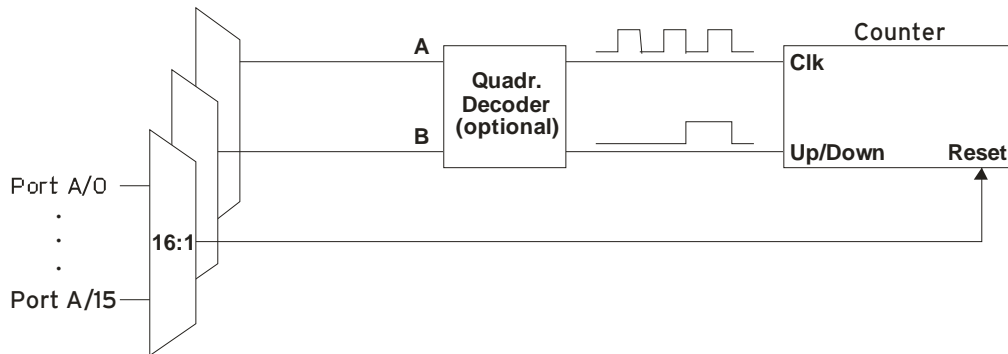 Counter
A
Clk
Quadr.
Decoder
(optional)
B
Up/Down
Reset
Port A/0
.
.
.
16:1
Port A/15